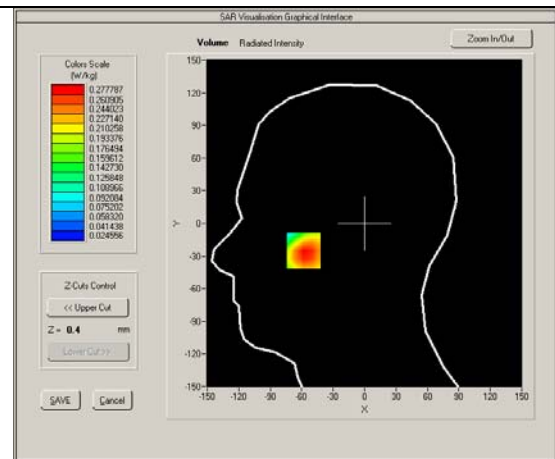 SAR Visualisation Graphical Interface
Volume Radiated Intensity
Zoom In/Out
Colors Scale
(W/kg)
0.277787
0.260905
0.244023
0.227140
0.210258
0.193376
0.176494
0.159612
0.142730
0.125848
0.108966
0.092084
0.075202
0.058320
0.041438
0.024556
Z-Cuts Control
<< Upper Cut
Z = 0.4 mm
Lower Cut >>
SAVE Cancel
150
120
90
60
30
0
-30
-60
-90
-120
-150
Y
-150 -120 -90 -60 -30 0 30 60 90 120 150
X